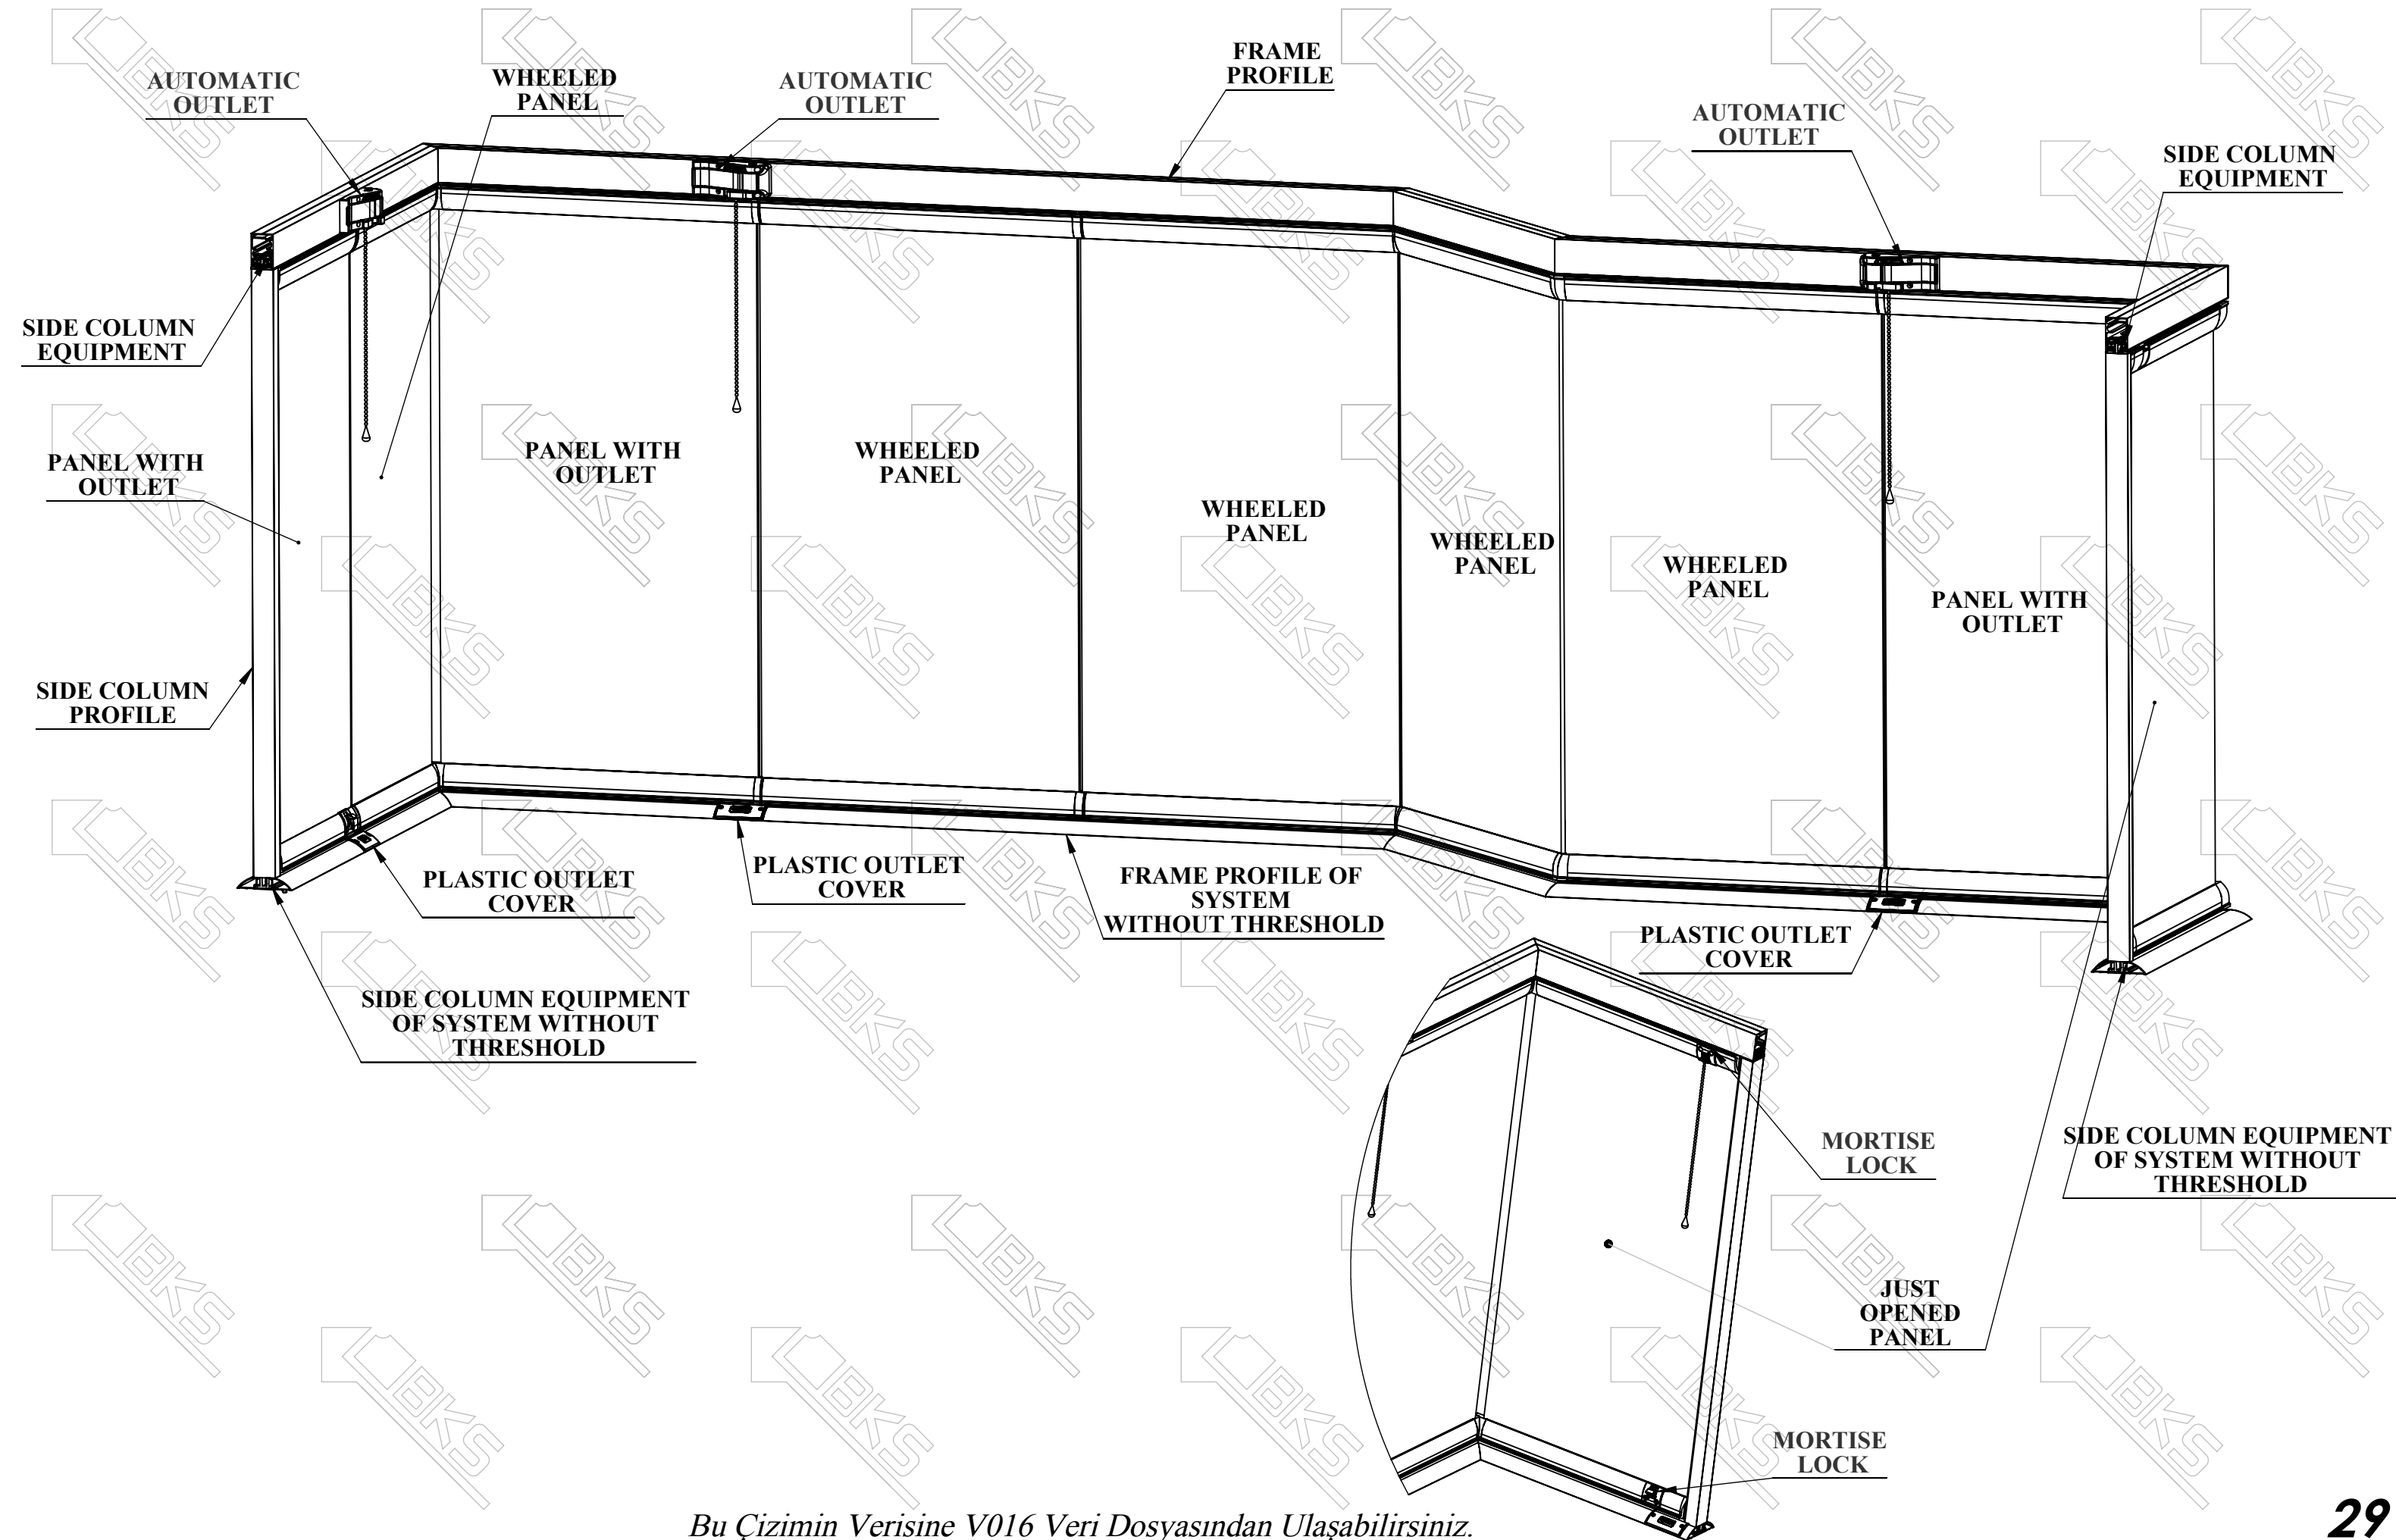 FRAME
PROFILE
AUTOMATIC
OUTLET
WHEELED
PANEL
AUTOMATIC
OUTLET
AUTOMATIC
OUTLET
SIDE COLUMN
EQUIPMENT
SIDE COLUMN
EQUIPMENT
PANEL WITH
OUTLET
PANEL WITH
OUTLET
WHEELED
PANEL
WHEELED
PANEL
WHEELED
PANEL
WHEELED
PANEL
PANEL WITH
OUTLET
SIDE COLUMN
PROFILE
PLASTIC OUTLET
COVER
PLASTIC OUTLET
COVER
FRAME PROFILE OF
SYSTEM
WITHOUT THRESHOLD
PLASTIC OUTLET
COVER
SIDE COLUMN EQUIPMENT
OF SYSTEM WITHOUT
THRESHOLD
MORTISE
LOCK
SIDE COLUMN EQUIPMENT
OF SYSTEM WITHOUT
THRESHOLD
JUST
OPENED
PANEL
MORTISE
LOCK
Bu Çizimin Verisine V016 Veri Dosyasından Ulaşabilirsiniz.
29